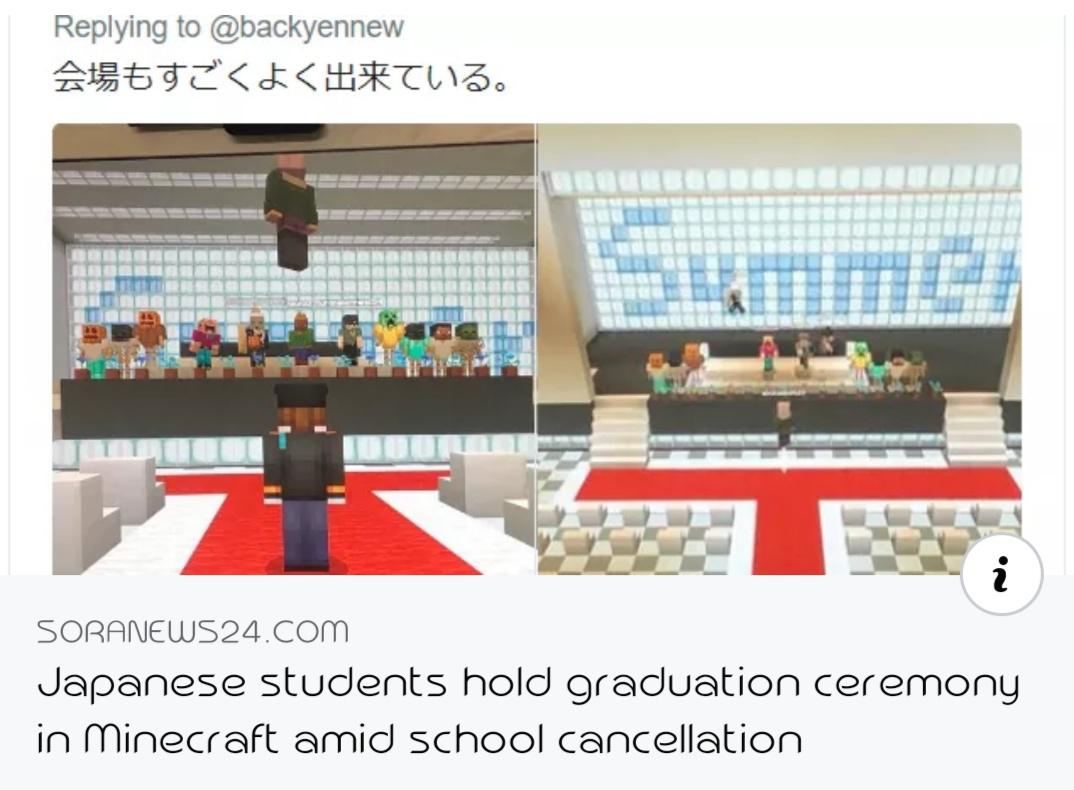 Replying to @backyennew
会場もすごくよく出来ている。
Summer
i
SORANEWS24.COM
Japanese students hold graduation ceremony
in Minecraft amid school cancellation